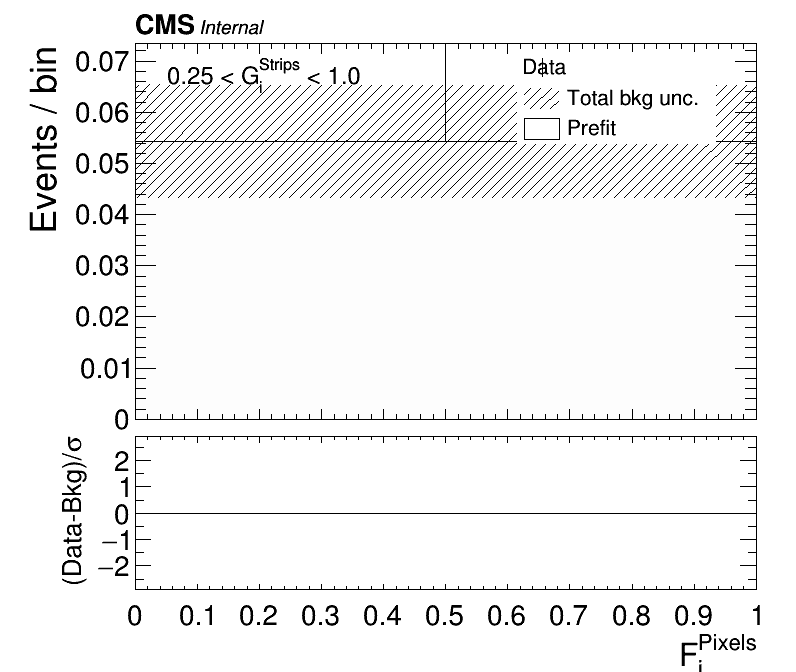 CMS Internal
Events / bin
0.07
0.06
0.05
0.04
0.03
0.02
0.01
0
0.25 < G_i^Strips < 1.0
Data
Total bkg unc.
Prefit
(Data-Bkg)/σ
2
1
0
−1
−2
0 0.1 0.2 0.3 0.4 0.5 0.6 0.7 0.8 0.9 1
F_i^Pixels